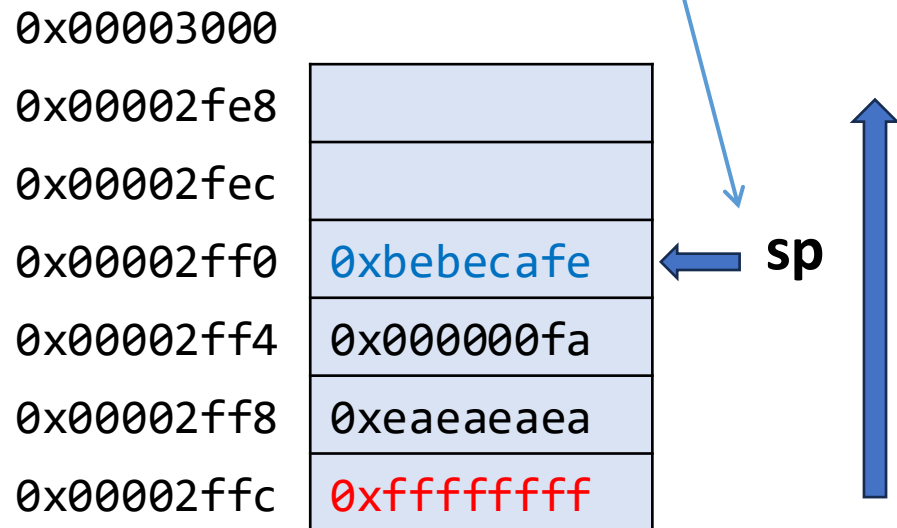 0x00003000
0x00002fe8
0x00002fec
0x00002ff0 0xbebecafe sp
0x00002ff4 0x000000fa
0x00002ff8 0xeaeaeaea
0x00002ffc 0xffffffff